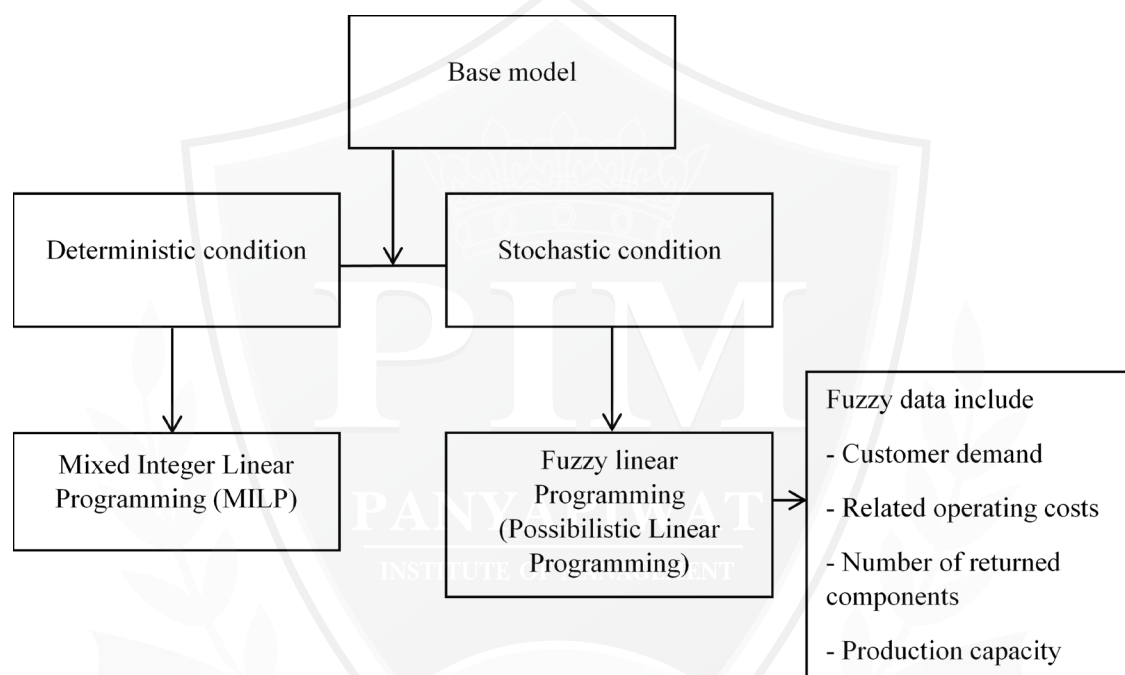 Base model
Deterministic condition
Stochastic condition
Mixed Integer Linear
Programming (MILP)
Fuzzy linear
Programming
(Possibilistic Linear
Programming)
Fuzzy data include
- Customer demand
- Related operating costs
- Number of returned
components
- Production capacity
PIM
PANYAPIWAT
INSTITUTE OF MANAGEMENT